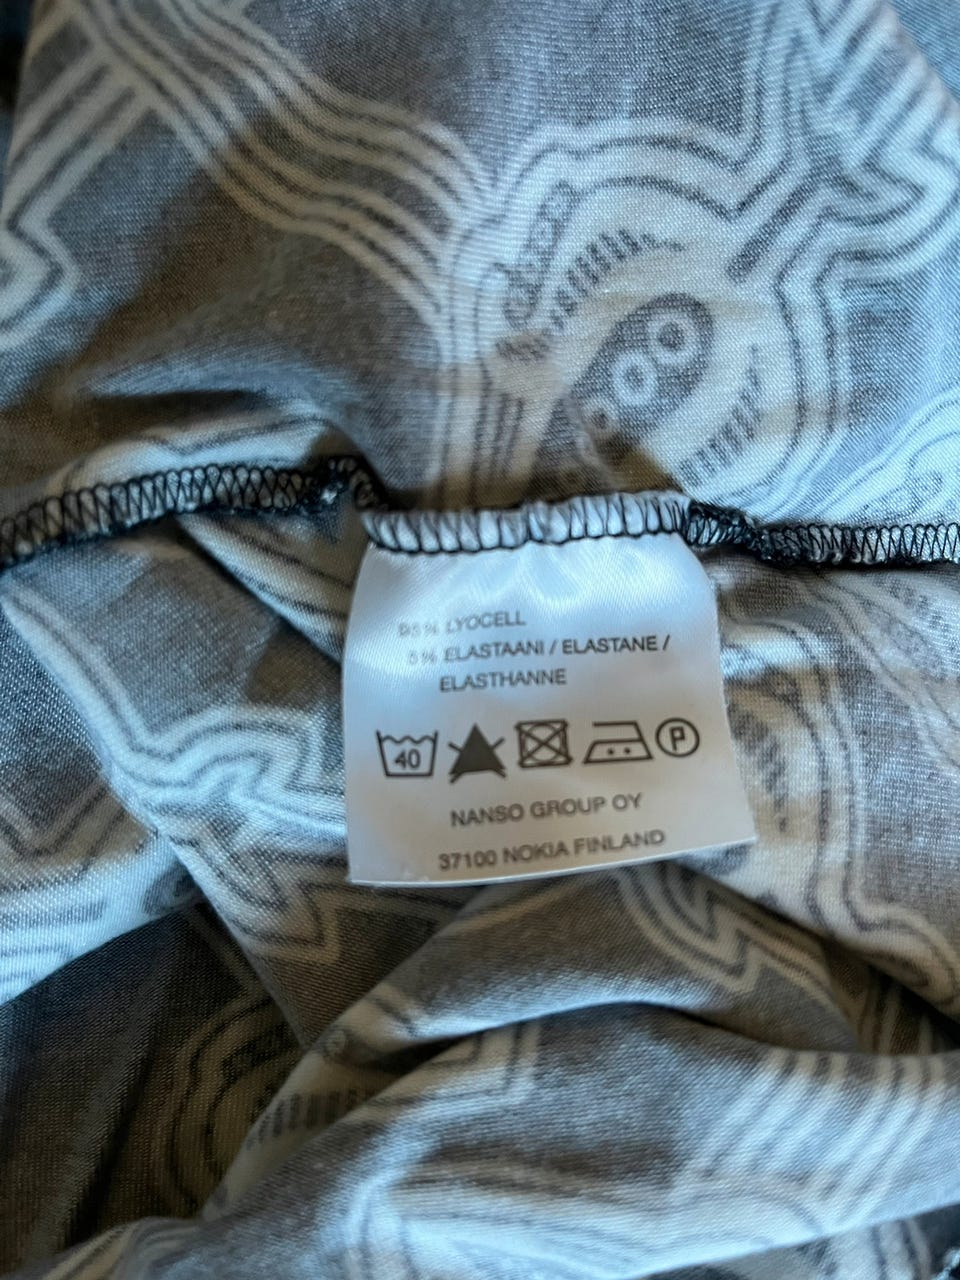 95% LYOCELL
5% ELASTAANI / ELASTANE /
ELASTHANNE
40
P
NANSO GROUP OY
37100 NOKIA FINLAND